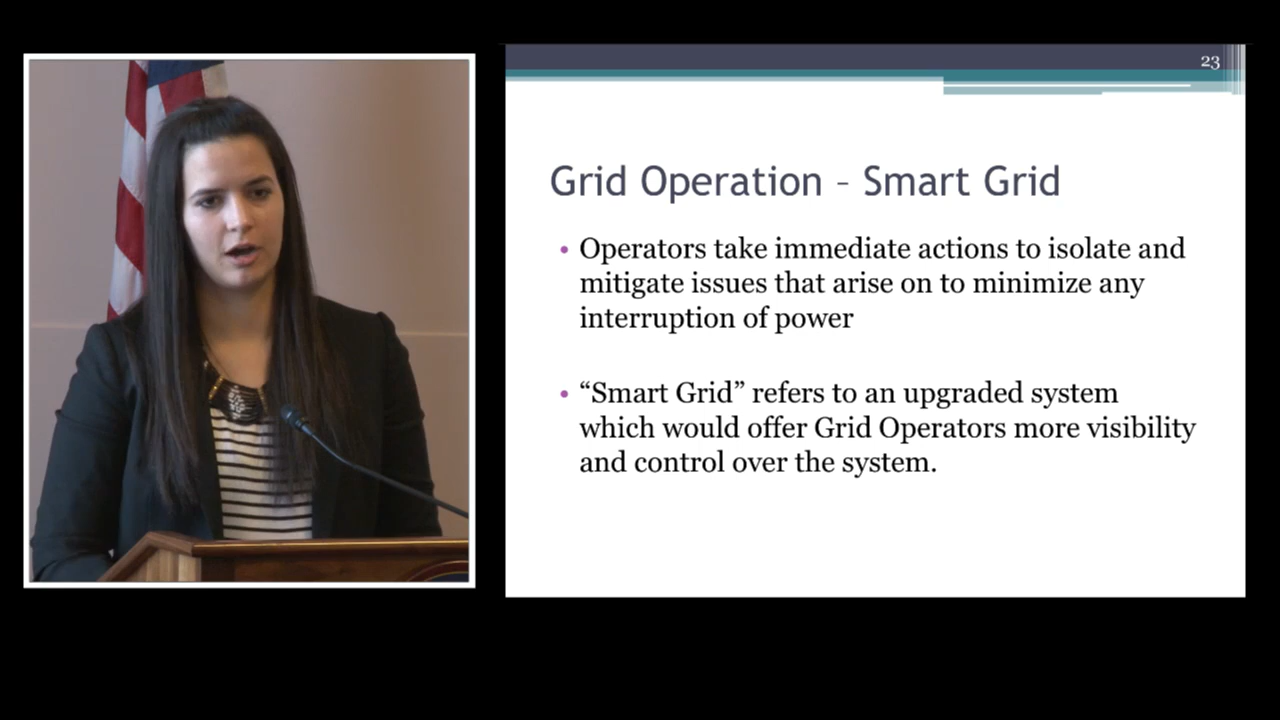 23
Grid Operation – Smart Grid
• Operators take immediate actions to isolate and
mitigate issues that arise on to minimize any
interruption of power
• “Smart Grid” refers to an upgraded system
which would offer Grid Operators more visibility
and control over the system.